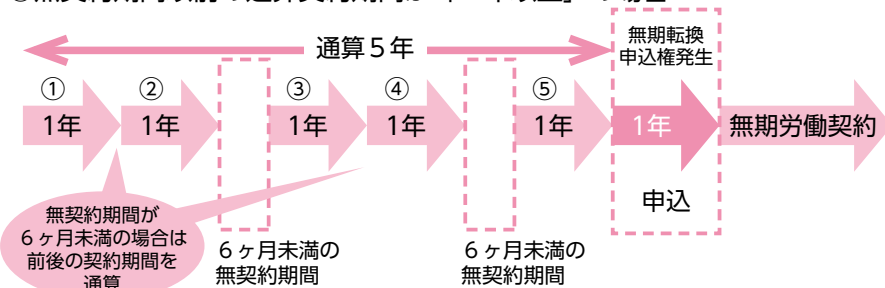 通算５年
無期転換
申込権発生
①
②
③
④
⑤
1年
1年
1年
1年
1年
1年
無期労働契約
申込
無契約期間が
６ヶ月未満の場合は
前後の契約期間を
通算
６ヶ月未満の
無契約期間
６ヶ月未満の
無契約期間